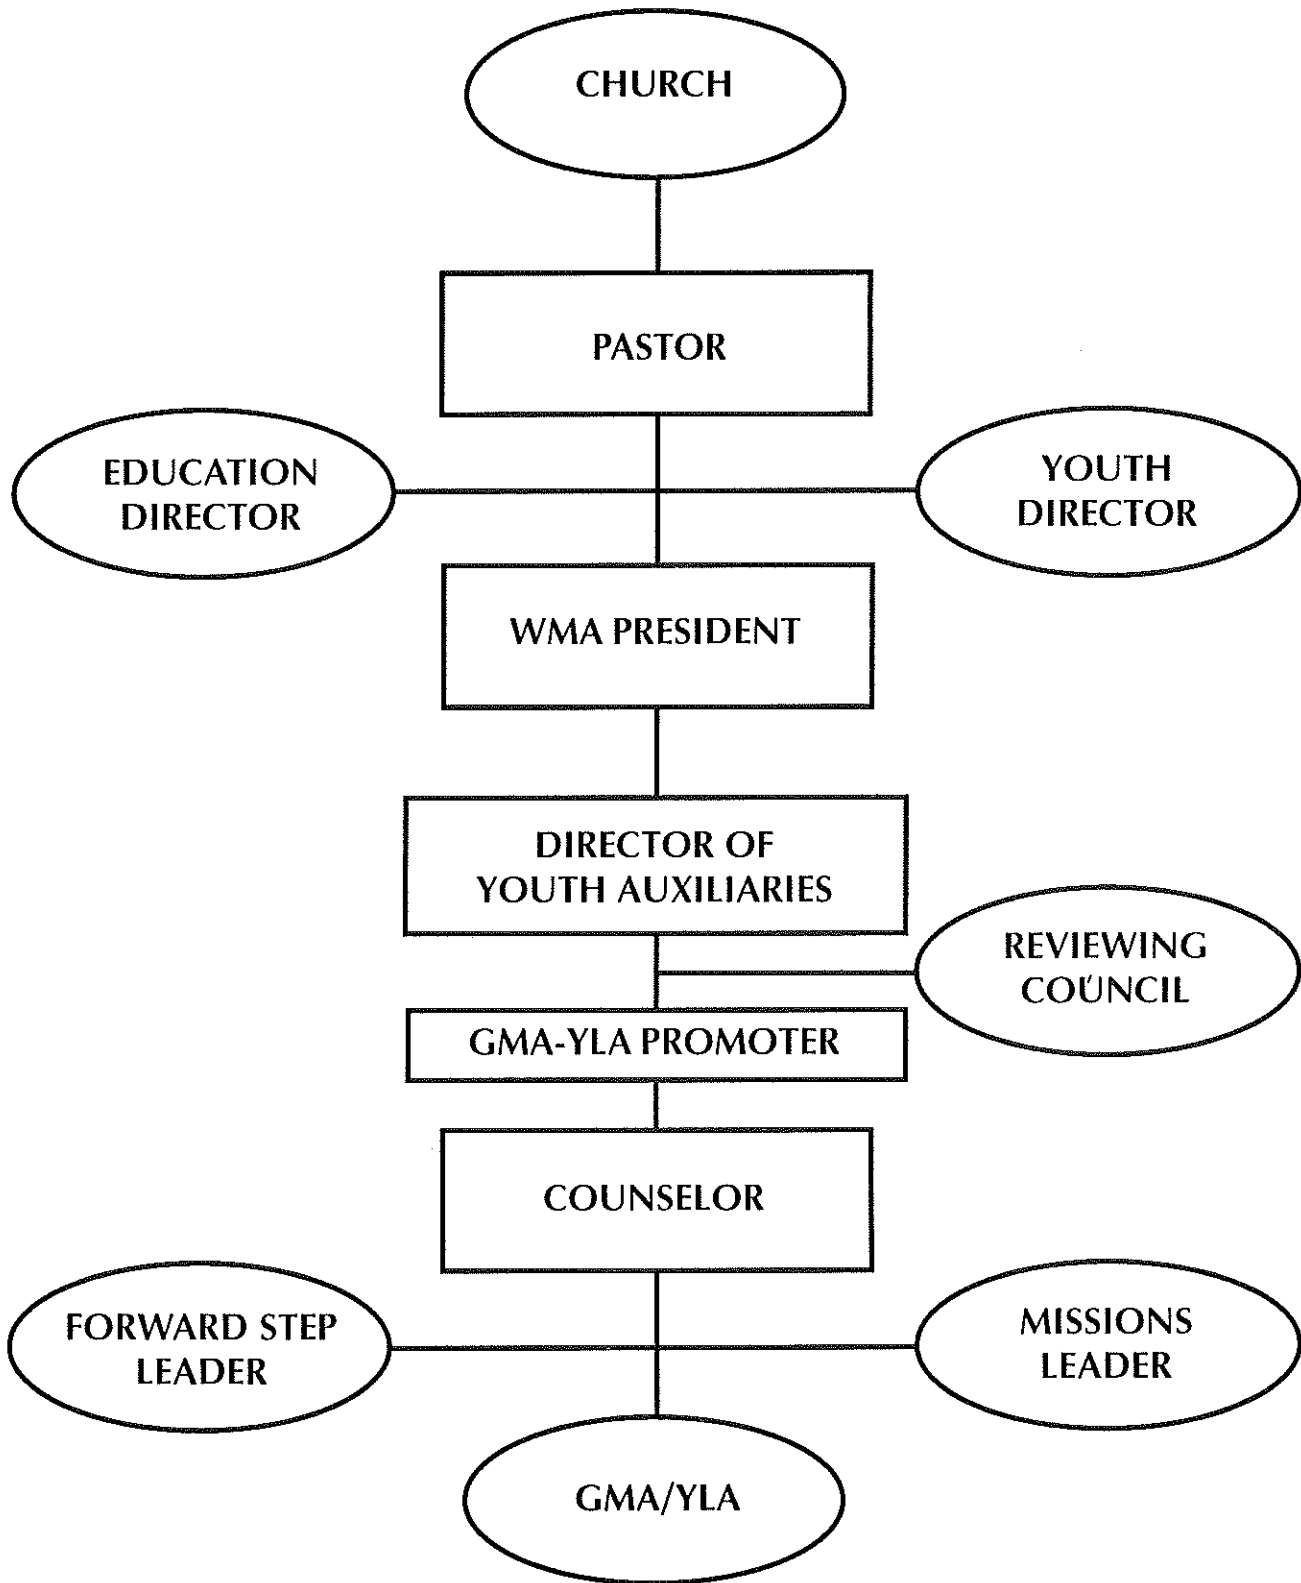 CHURCH
PASTOR
EDUCATION
DIRECTOR
YOUTH
DIRECTOR
WMA PRESIDENT
DIRECTOR OF
YOUTH AUXILIARIES
REVIEWING
COUNCIL
GMA-YLA PROMOTER
COUNSELOR
FORWARD STEP
LEADER
MISSIONS
LEADER
GMA/YLA